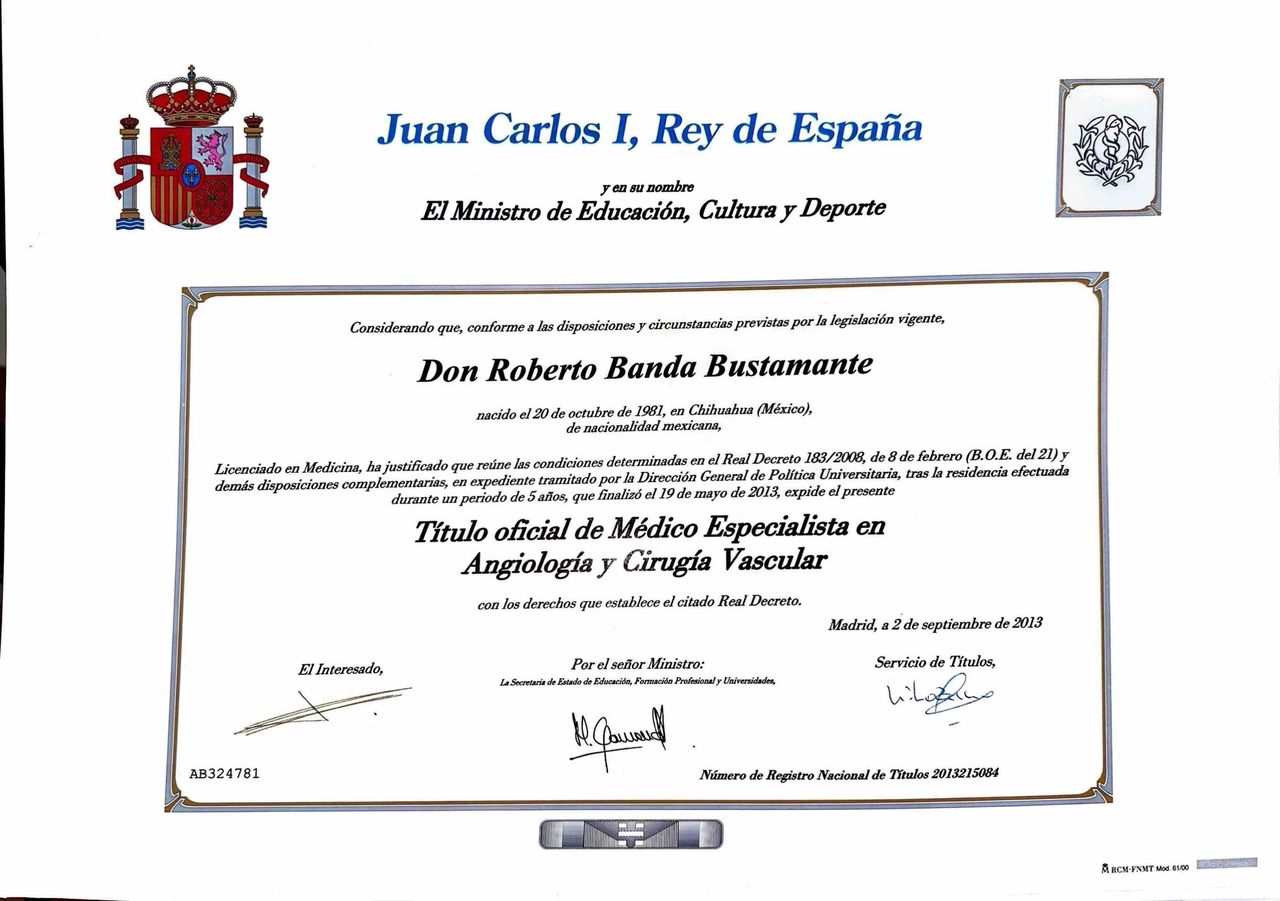 Juan Carlos I, Rey de España
y en su nombre
El Ministro de Educación, Cultura y Deporte
Considerando que, conforme a las disposiciones y circunstancias previstas por la legislación vigente,
Don Roberto Banda Bustamante
nacido el 20 de octubre de 1981, en Chihuahua (México),
de nacionalidad mexicana,
Licenciado en Medicina, ha justificado que reúne las condiciones determinadas en el Real Decreto 183/2008, de 8 de febrero (B.O.E. del 21) y
demás disposiciones complementarias, en expediente tramitado por la Dirección General de Política Universitaria, tras la residencia efectuada
durante un periodo de 5 años, que finalizó el 19 de mayo de 2013, expide el presente
Título oficial de Médico Especialista en
Angiología y Cirugía Vascular
con los derechos que establece el citado Real Decreto.
Madrid, a 2 de septiembre de 2013
El Interesado,
Por el señor Ministro:
La Secretaria de Estado de Educación, Formación Profesional y Universidades,
Servicio de Títulos,
AB324781
Número de Registro Nacional de Títulos 2013215084
RCM-FNMT Mod. 61/00